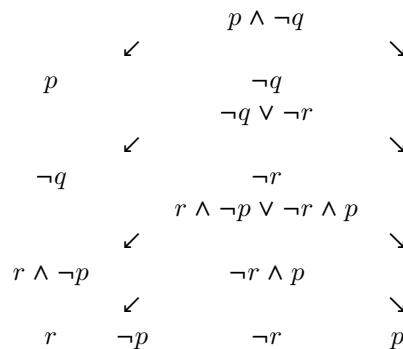 p ∧ ¬q
↙ ↘
p ¬q
¬q ∨ ¬r
↙ ↘
¬q ¬r
r ∧ ¬p ∨ ¬r ∧ p
↙ ↘
r ∧ ¬p ¬r ∧ p
↙ ↘
r ¬p ¬r p